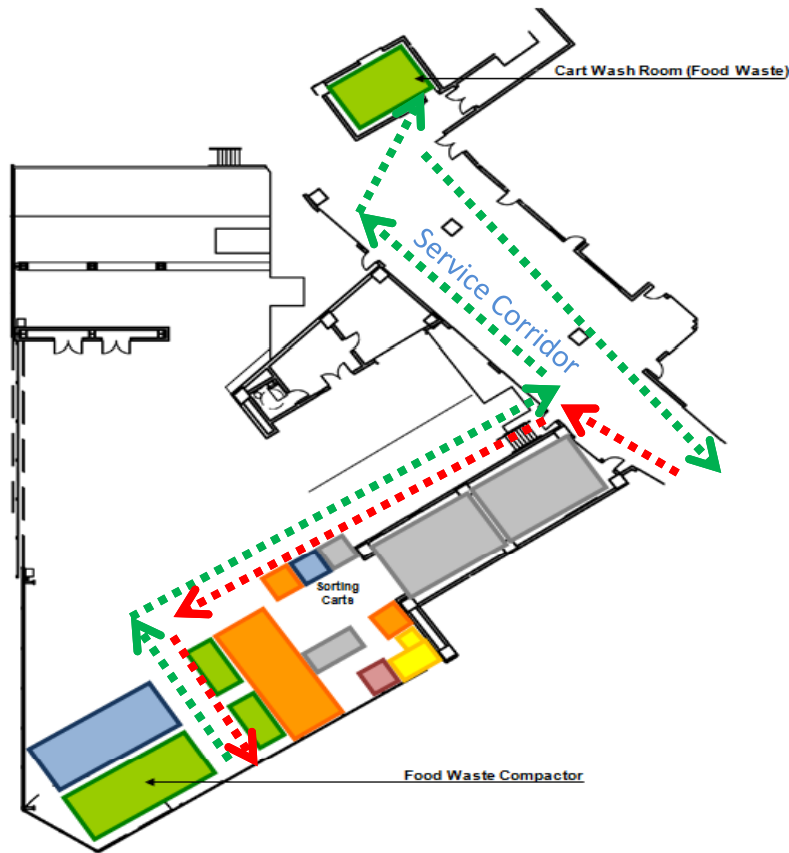 Cart Wash Room (Food Waste)
Service Corridor
Sorting
Carts
Food Waste Compactor